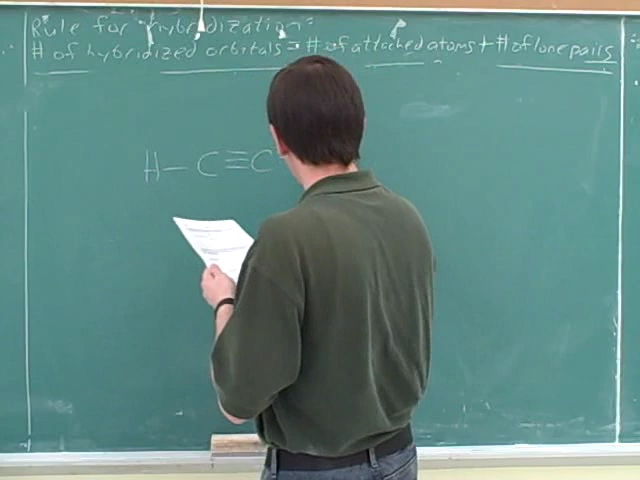 Rule for hybridization:
# of hybridized orbitals = # of attached atoms + # of lone pairs
H — C ≡ C